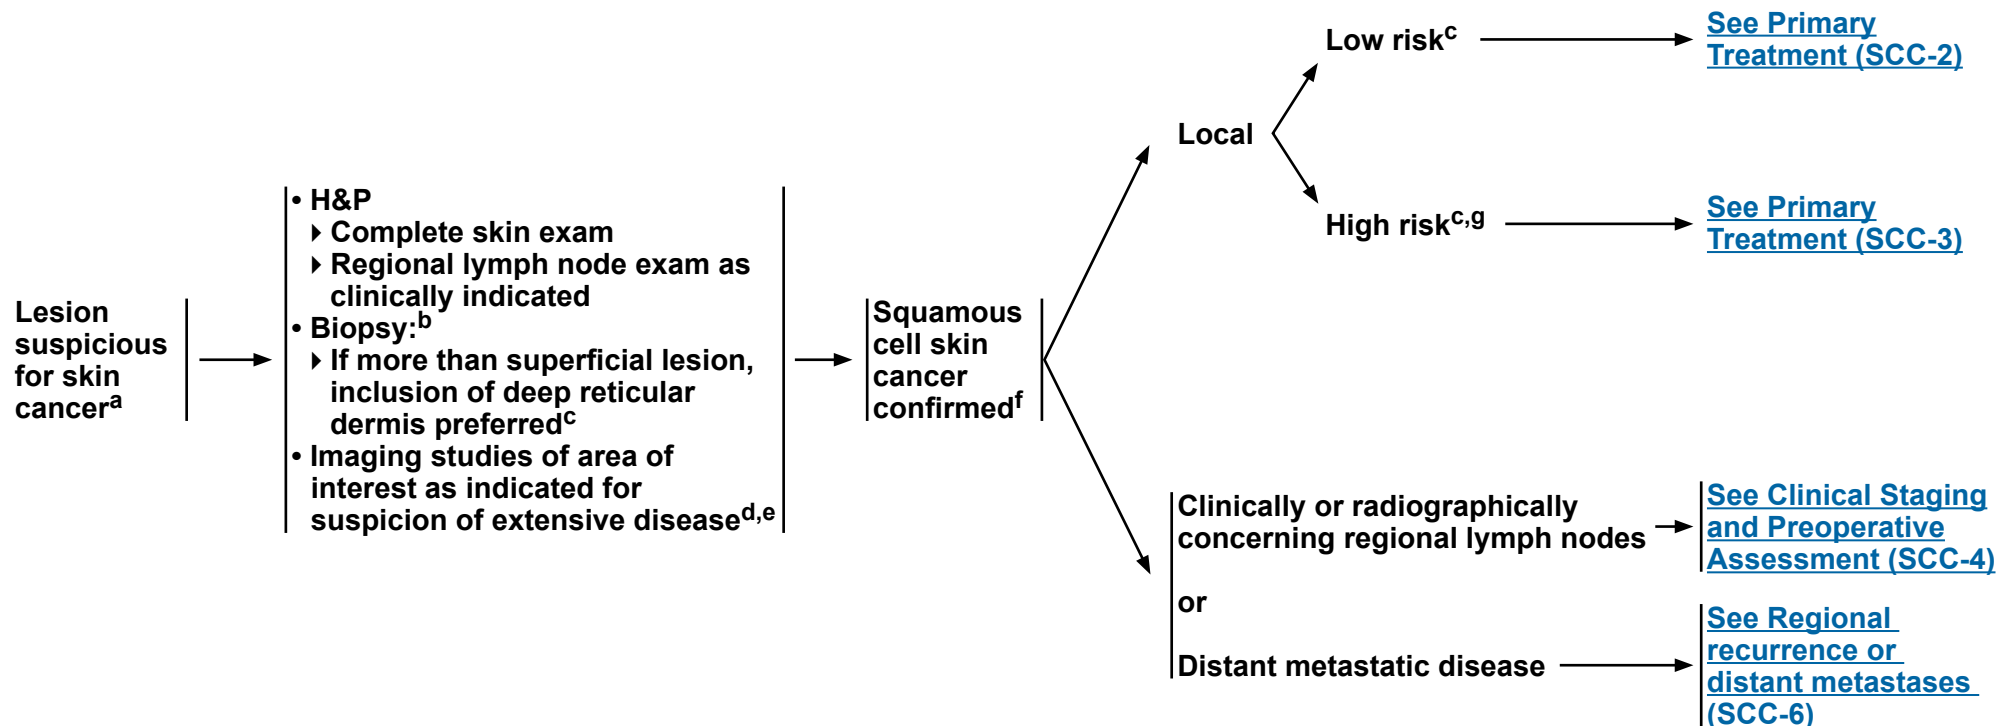 Lesion
suspicious
for skin
cancerᵃ
• H&P
‣ Complete skin exam
‣ Regional lymph node exam as
clinically indicated
• Biopsy:ᵇ
‣ If more than superficial lesion,
inclusion of deep reticular
dermis preferredᶜ
• Imaging studies of area of
interest as indicated for
suspicion of extensive diseaseᵈ,ᵉ
Squamous
cell skin
cancer
confirmedᶠ
Local
Low riskᶜ
See Primary
Treatment (SCC-2)
High riskᶜ,ᵍ
See Primary
Treatment (SCC-3)
Clinically or radiographically
concerning regional lymph nodes
See Clinical Staging
and Preoperative
Assessment (SCC-4)
or
Distant metastatic disease
See Regional
recurrence or
distant metastases
(SCC-6)